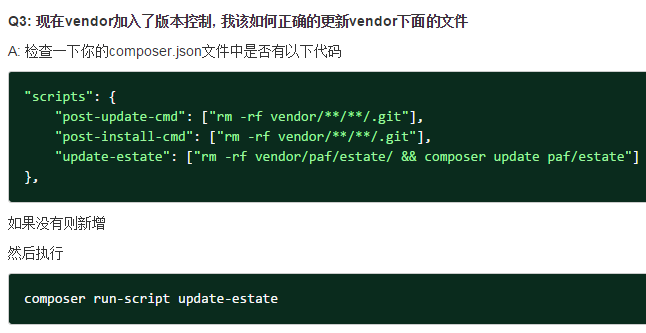 Q3: 现在vendor加入了版本控制, 我该如何正确的更新vendor下面的文件
A: 检查一下你的composer.json文件中是否有以下代码
"scripts": {
    "post-update-cmd": ["rm -rf vendor/**/**/.git"],
    "post-install-cmd": ["rm -rf vendor/**/**/.git"],
    "update-estate": ["rm -rf vendor/paf/estate/ && composer update paf/estate"]
},
如果没有则新增
然后执行
composer run-script update-estate